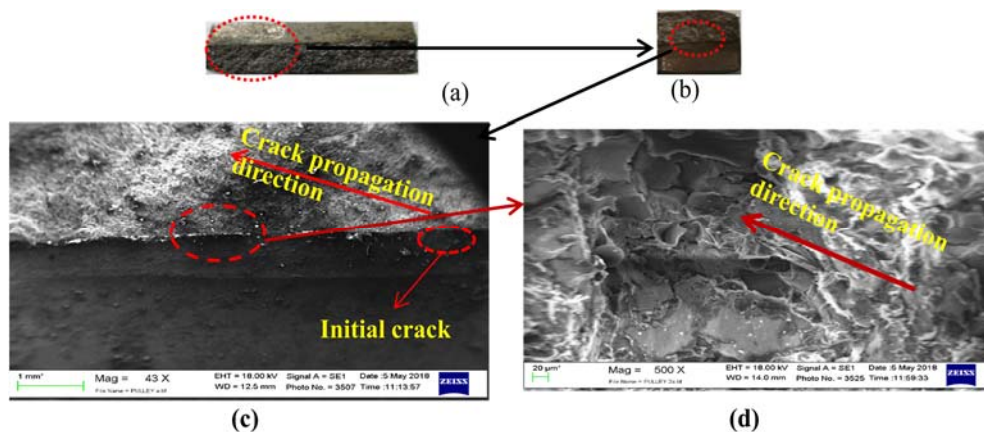 (a)
(b)
Crack propagation
direction
Initial crack
1 mm
Mag = 43 X
EHT = 18.00 kV Signal A = SE1 Date :5 May 2018
WD = 12.5 mm Photo No. = 3507 Time :11:13:57
ZEISS
(c)
Crack propagation
direction
20 µm
Mag = 500 X
EHT = 18.00 kV Signal A = SE1 Date :5 May 2018
WD = 14.0 mm Photo No. = 3525 Time :11:59:33
ZEISS
(d)